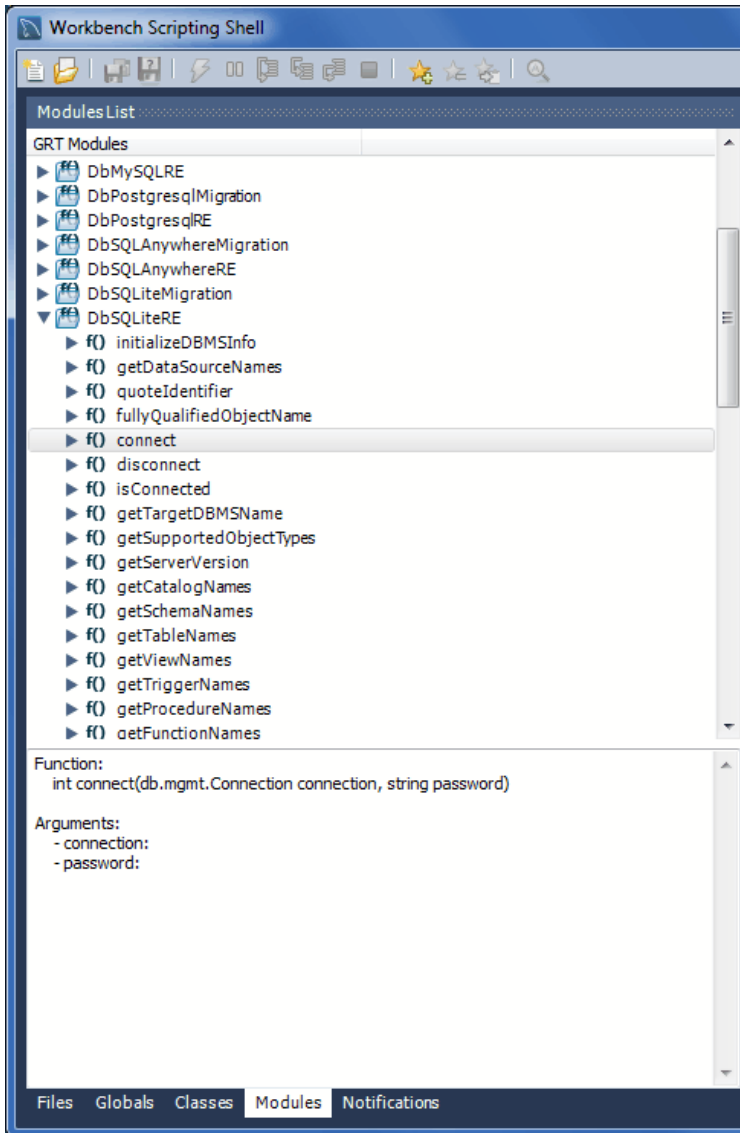 Workbench Scripting Shell
Modules List
GRT Modules
DbMySQLRE
DbPostgresqlMigration
DbPostgresqlRE
DbSQLAnywhereMigration
DbSQLAnywhereRE
DbSQLiteMigration
DbSQLiteRE
f() initializeDBMSInfo
f() getDataSourceNames
f() quoteIdentifier
f() fullyQualifiedObjectName
f() connect
f() disconnect
f() isConnected
f() getTargetDBMSName
f() getSupportedObjectTypes
f() getServerVersion
f() getCatalogNames
f() getSchemaNames
f() getTableNames
f() getViewNames
f() getTriggerNames
f() getProcedureNames
f() getFunctionNames
Function:
int connect(db.mgmt.Connection connection, string password)
Arguments:
- connection:
- password:
Files Globals Classes Modules Notifications